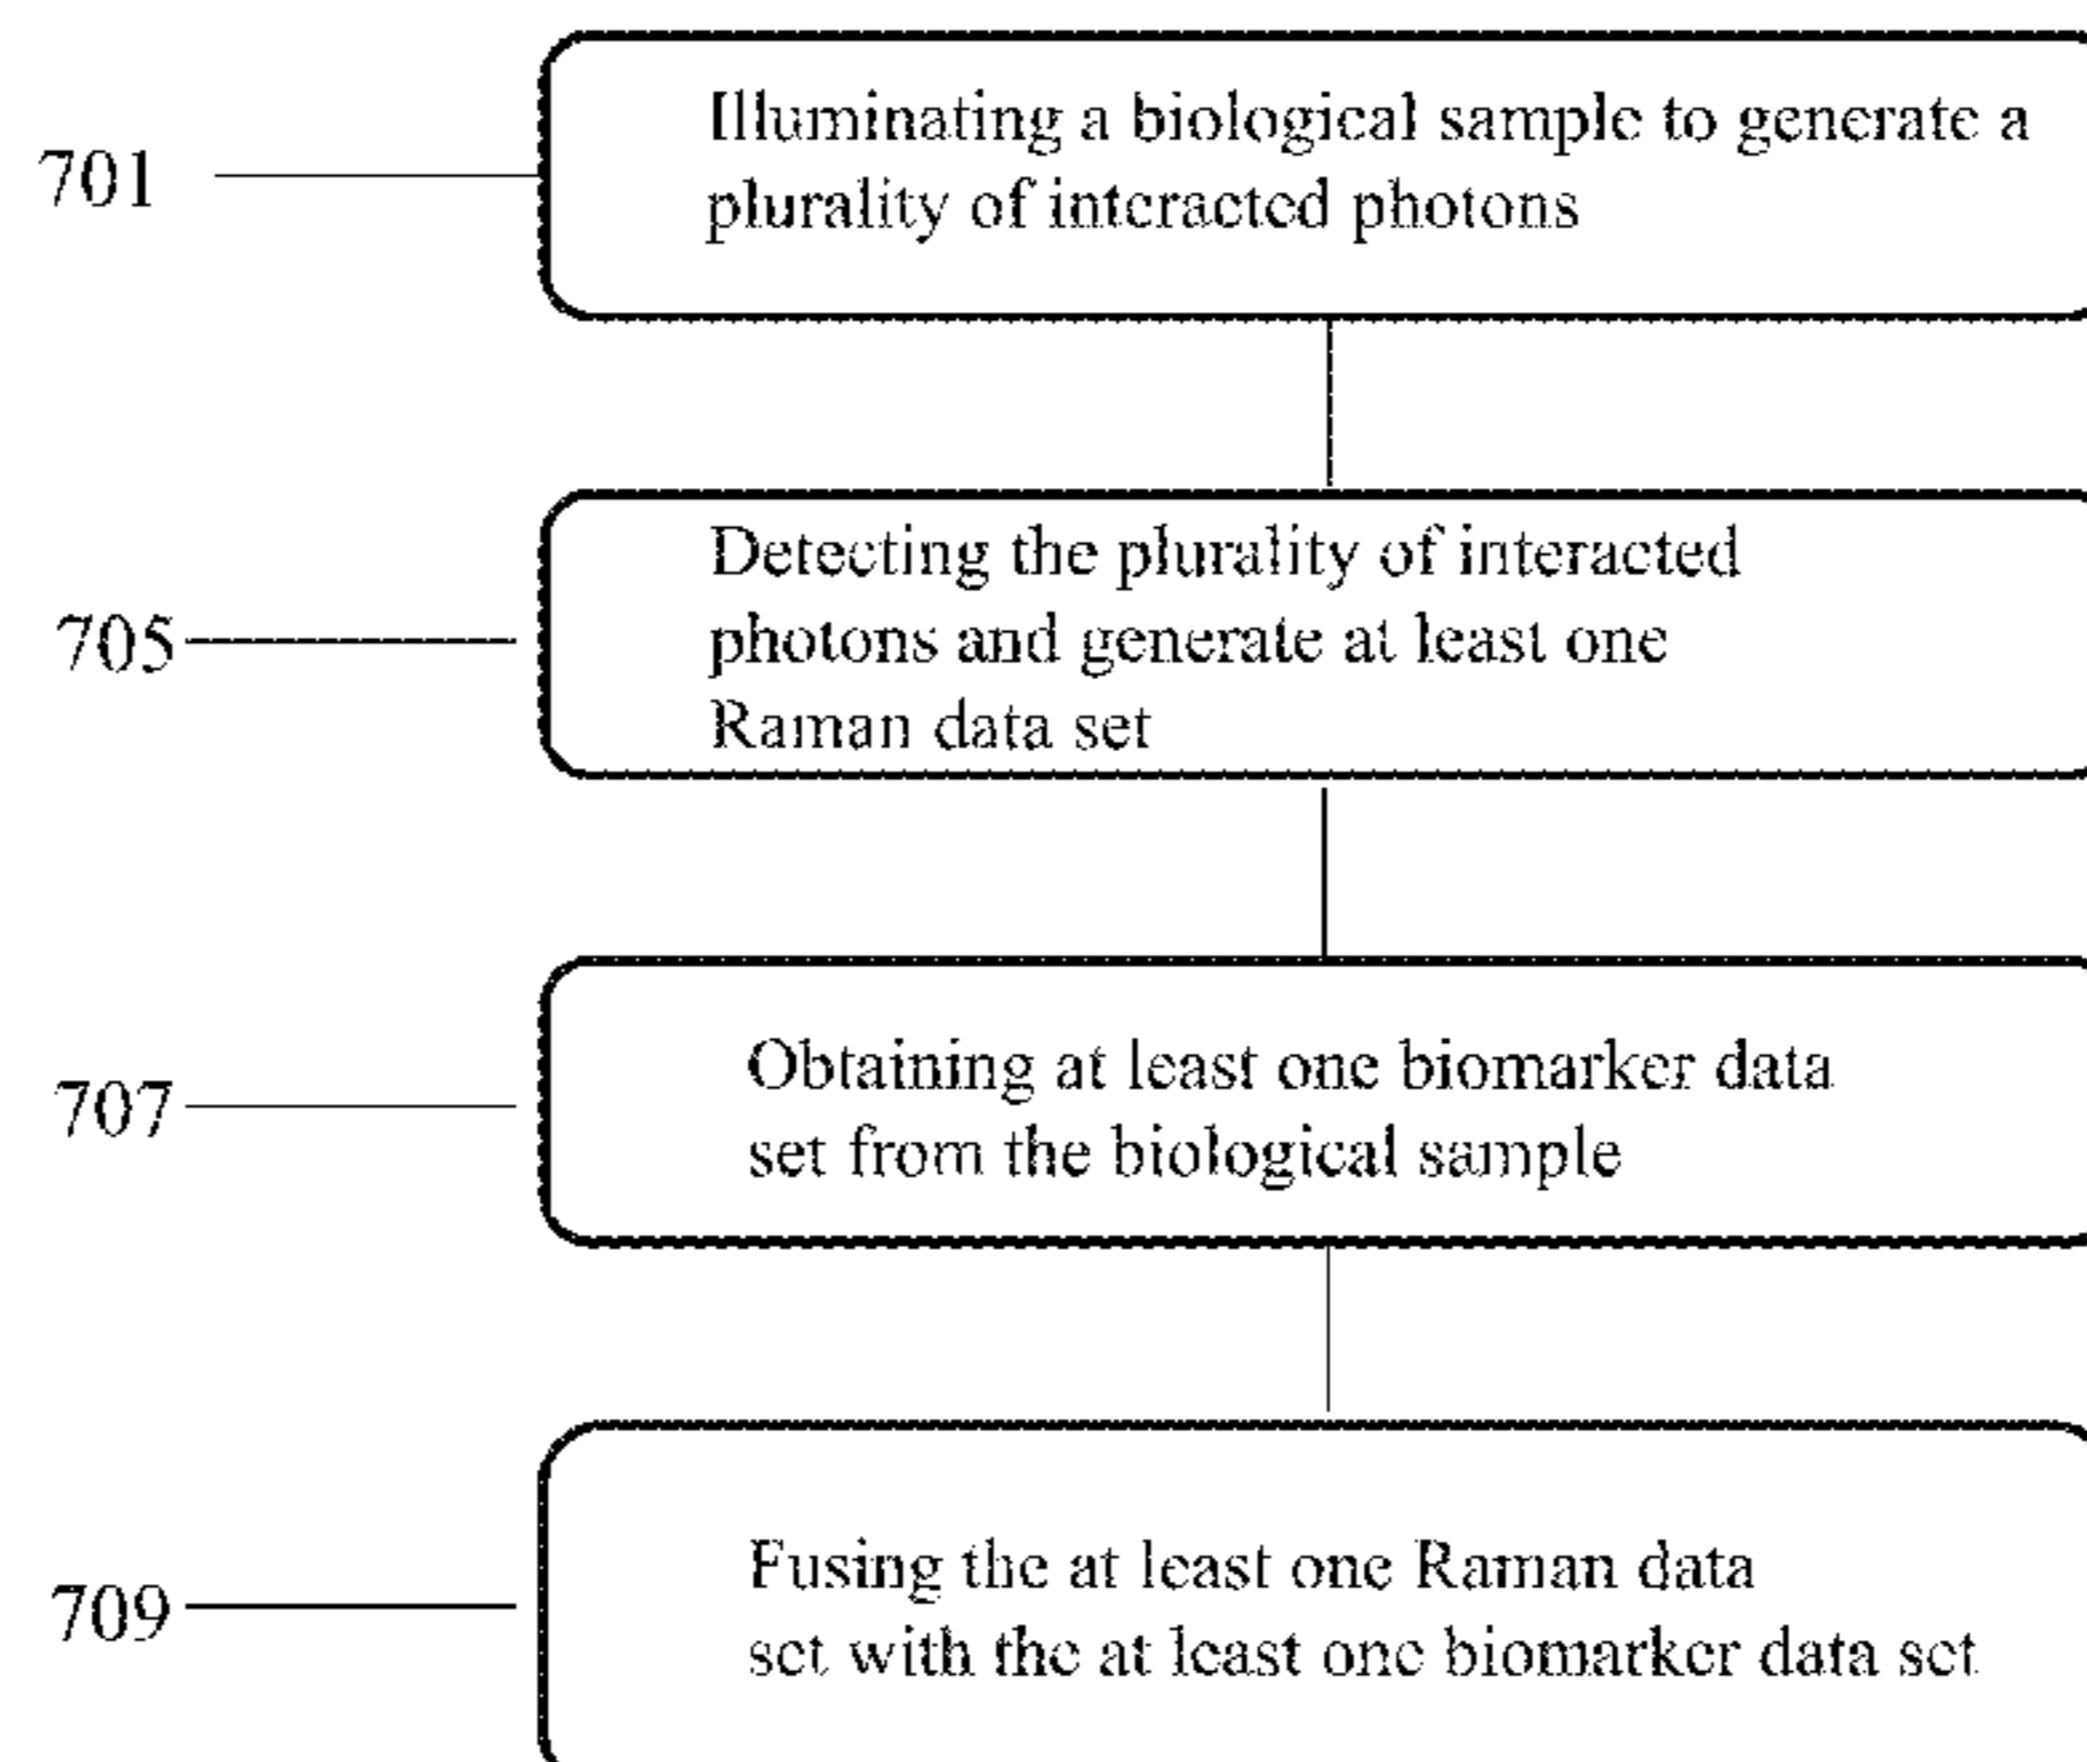 701
Illuminating a biological sample to generate a
plurality of interacted photons
705
Detecting the plurality of interacted
photons and generate at least one
Raman data set
707
Obtaining at least one biomarker data
set from the biological sample
709
Fusing the at least one Raman data
set with the at least one biomarker data set